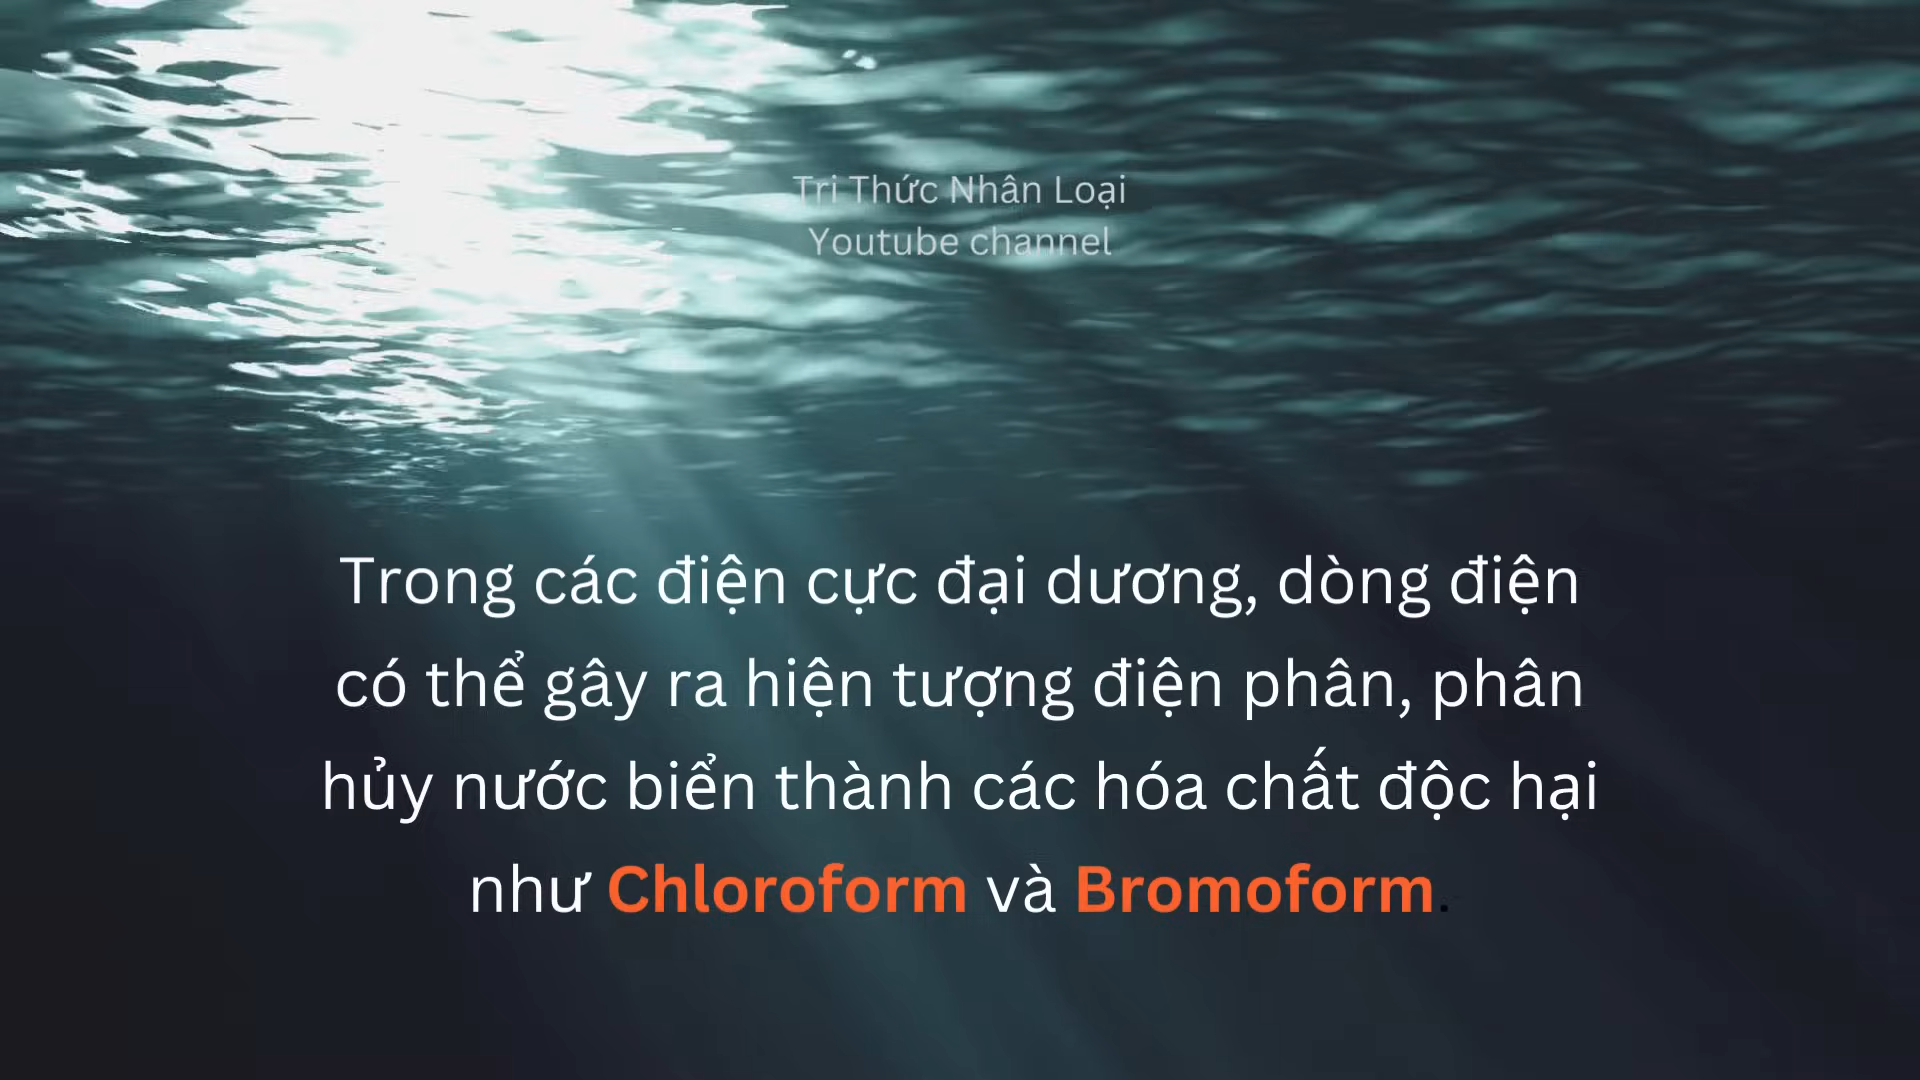 Tri Thức Nhân Loại
Youtube channel
Trong các điện cực đại dương, dòng điện
có thể gây ra hiện tượng điện phân, phân
hủy nước biển thành các hóa chất độc hại
như Chloroform và Bromoform.